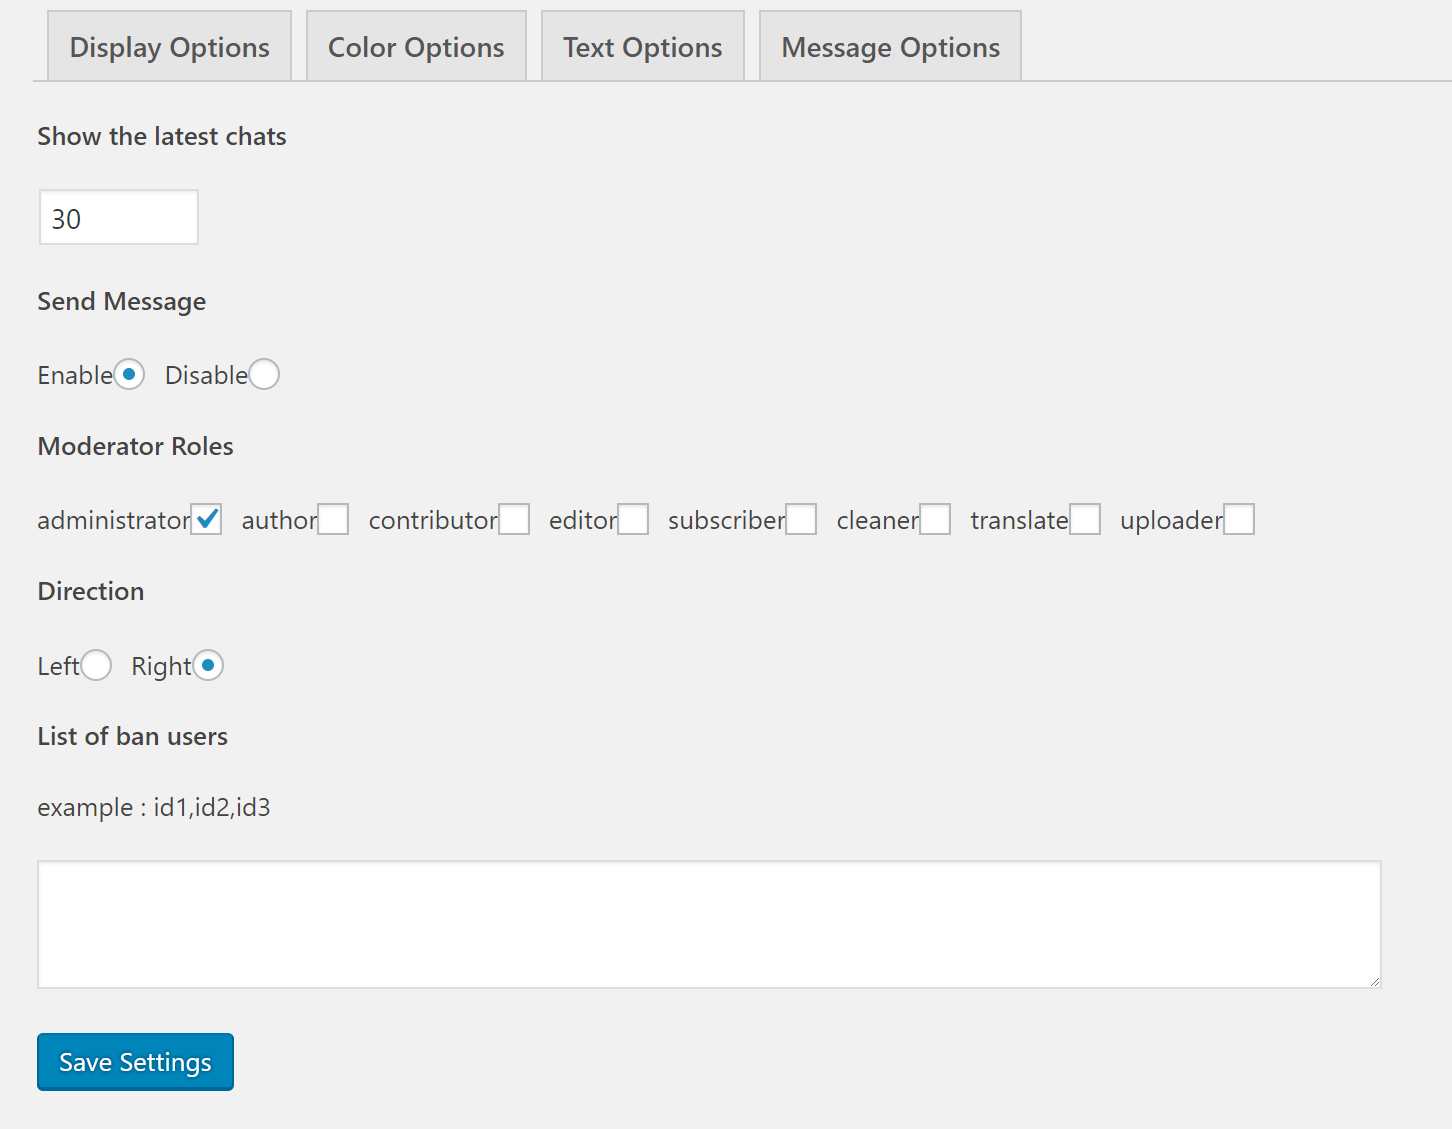 Display Options Color Options Text Options Message Options
Show the latest chats
30
Send Message
Enable Disable
Moderator Roles
administrator author contributor editor subscriber cleaner translate uploader
Direction
Left Right
List of ban users
example : id1,id2,id3
Save Settings